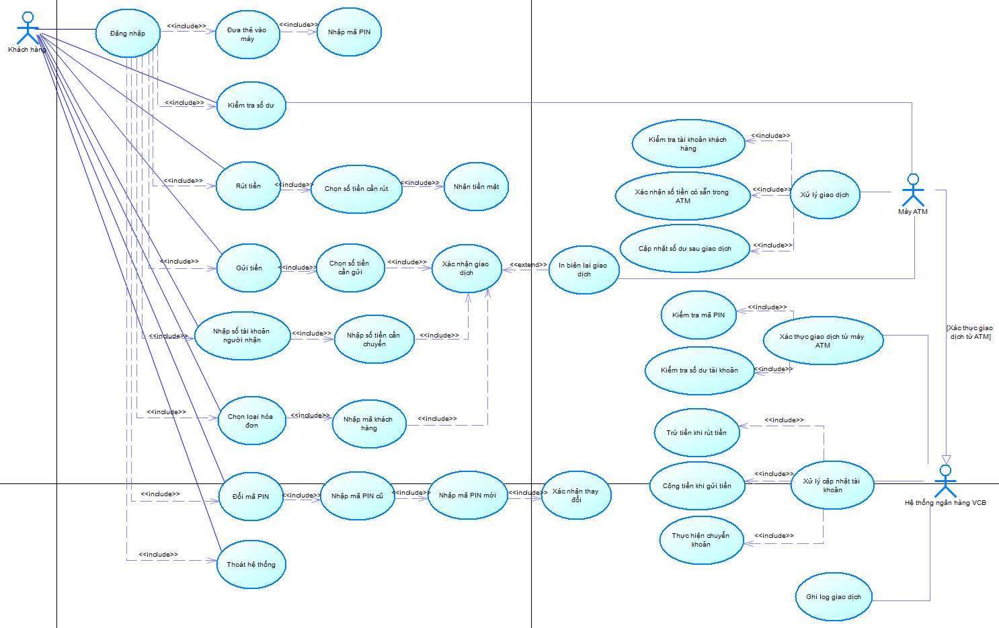 Khách hàng
Đăng nhập
<<include>>
Đưa thẻ vào
máy
<<include>>
Nhập mã PIN
<<include>>
Kiểm tra số dư
<<include>>
Rút tiền
<<include>>
Chọn số tiền cần rút
<<include>>
Nhận tiền mặt
<<include>>
Gửi tiền
<<include>>
Chọn số tiền
cần gửi
<<include>>
Xác nhận giao
dịch
<<extend>>
In biên lai giao
dịch
<<include>>
Nhập số tài khoản
người nhận
<<include>>
Nhập số tiền cần
chuyển
<<include>>
<<include>>
Chọn loại hóa
đơn
<<include>>
Nhập mã khách
hàng
<<include>>
<<include>>
Đổi mã PIN
<<include>>
Nhập mã PIN cũ
<<include>>
Nhập mã PIN mới
<<include>>
Xác nhận thay
đổi
<<include>>
Thoát hệ thống
Kiểm tra tài khoản khách
hàng
<<include>>
Xác nhận số tiền có sẵn trong
ATM
<<include>>
Xử lý giao dịch
Máy ATM
Cập nhật số dư sau giao dịch
<<include>>
Kiểm tra mã PIN
<<include>>
Xác thực giao dịch từ máy
ATM
[Xác thực giao
dịch từ ATM]
Kiểm tra số dư tài khoản
<<include>>
Trừ tiền khi rút tiền
<<include>>
Cộng tiền khi gửi tiền
<<include>>
Xử lý cập nhật tài
khoản
Hệ thống ngân hàng VCB
Thực hiện chuyển
khoản
<<include>>
Ghi log giao dịch